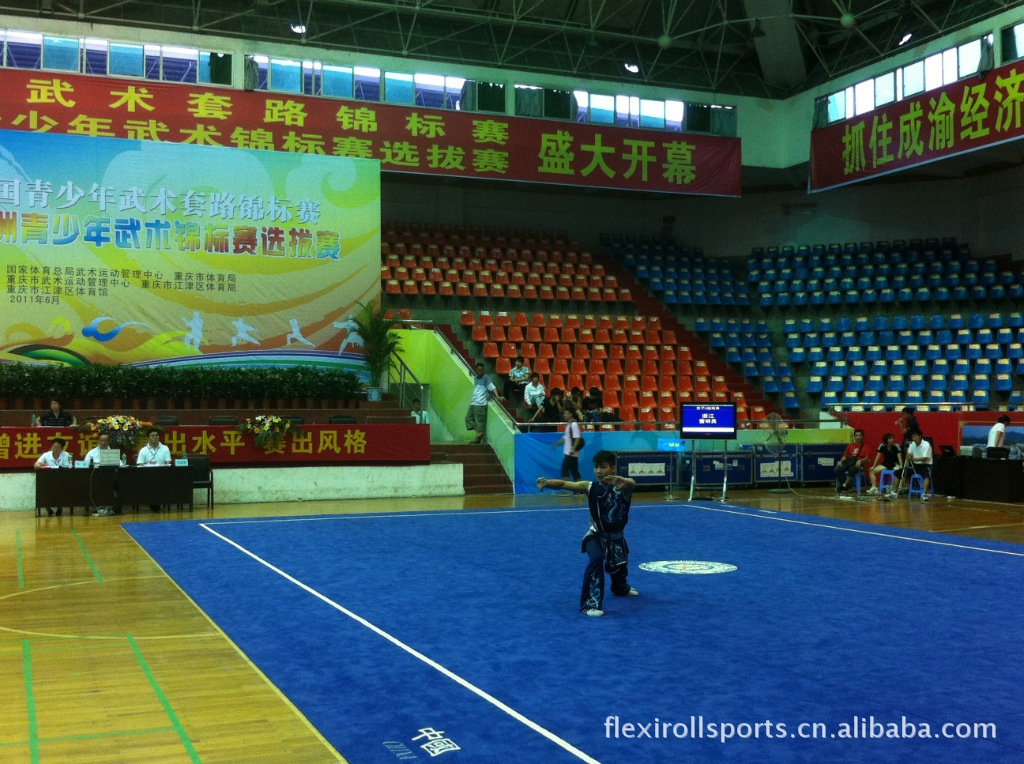 武术套路锦标赛
少年武术锦标赛选拔赛 盛大开幕
抓住成渝经济
国青少年武术套路锦标赛
洲青少年武术锦标赛选拔赛
国家体育总局武术运动管理中心 重庆市体育局
重庆市武术运动管理中心 重庆市江津区体育局
重庆市江津区体育馆
2011年6月
增进友谊 出水平 赛出风格
浙江
中国
flexirollsports.cn.alibaba.com